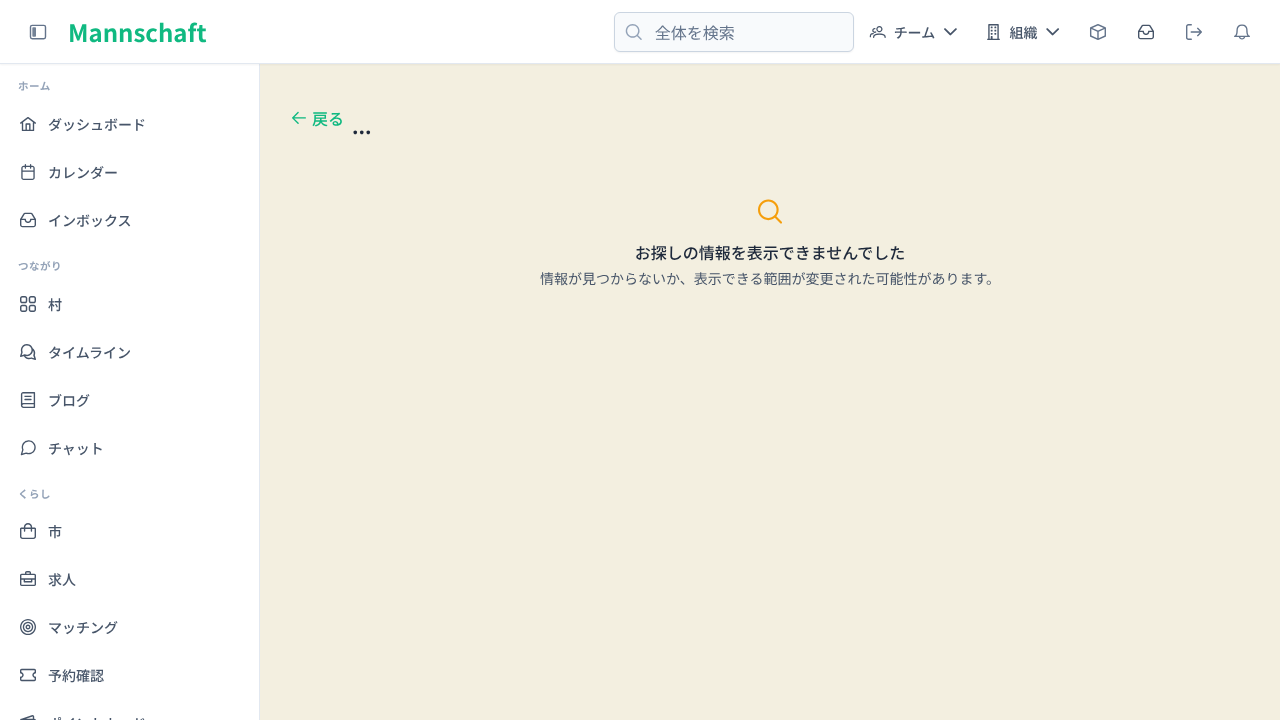 Mannschaft
全体を検索
チーム
組織
ホーム
ダッシュボード
カレンダー
インボックス
つながり
村
タイムライン
ブログ
チャット
くらし
市
求人
マッチング
予約確認
戻る
...
お探しの情報を表示できませんでした
情報が見つからないか、表示できる範囲が変更された可能性があります。